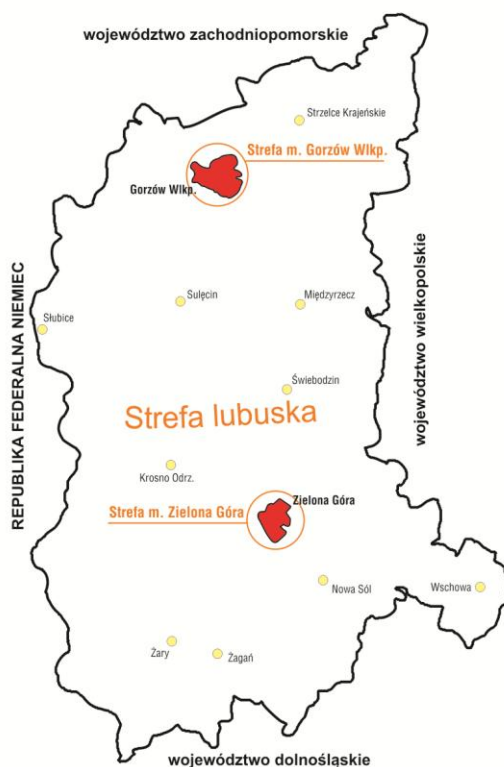 województwo zachodniopomorskie
Strzelce Krajeńskie
Strefa m. Gorzów Wlkp.
Gorzów Wlkp.
REPUBLIKA FEDERALNA NIEMIEC
województwo wielkopolskie
Sulęcin
Międzyrzecz
Słubice
Świebodzin
Strefa lubuska
Krosno Odrz.
Zielona Góra
Strefa m. Zielona Góra
Nowa Sól
Wschowa
Żary
Żagań
województwo dolnośląskie